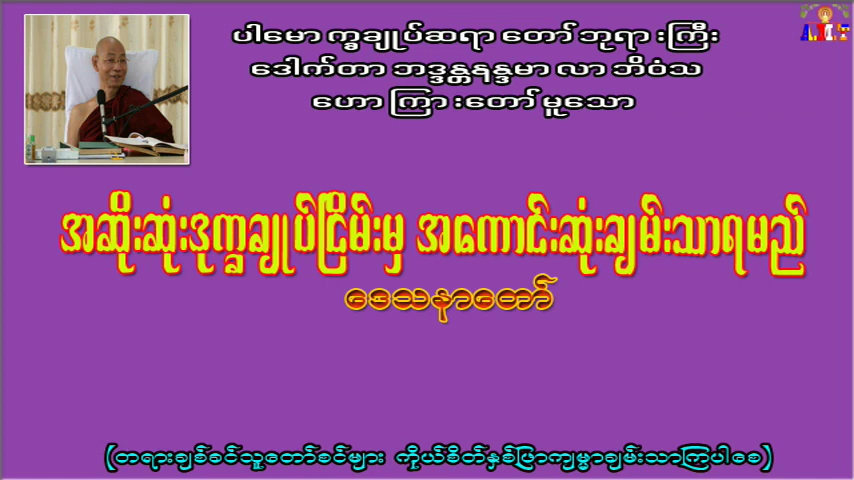 ပါမောက္ခချုပ်ဆရာတော်ဘုရားကြီး
ဒေါက်တာ ဘဒ္ဒန္တနန္ဒမာလာဘိဝံသ
ဟောကြားတော်မူသော
အဆိုးဆုံးဒုက္ခချုပ်ငြိမ်းမှ အကောင်းဆုံးချမ်းသာရမည်
ဒေသနာတော်
(တရားချစ်ခင်သူတော်စင်များ ကိုယ်စိတ်နှစ်ဖြာကျမ္မာချမ်းသာကြပါစေ)